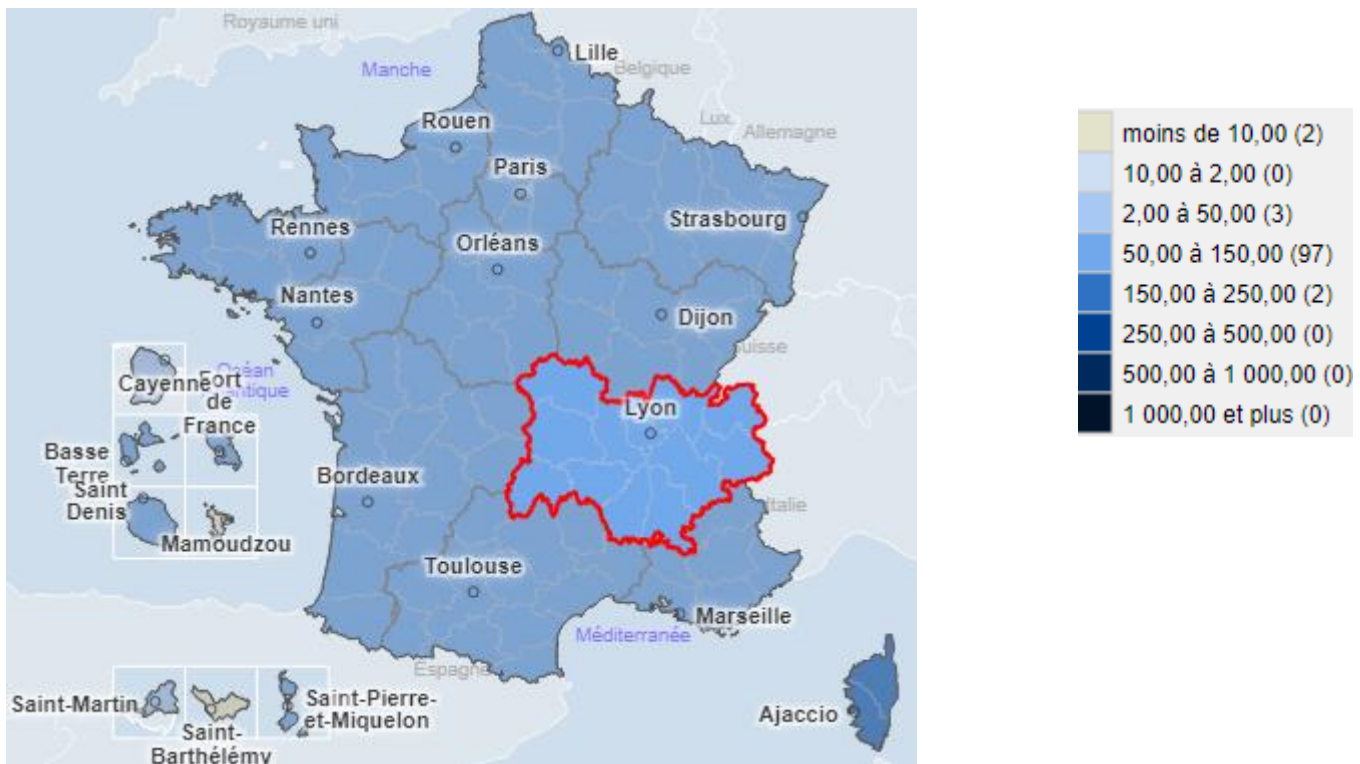 Royaume uni
Lille
Manche
Belgique
Lux.
Allemagne
Rouen
Paris
Strasbourg
Rennes
Orléans
Nantes
Dijon
Suisse
Océan
Atlantique
Cayenne
Fort
de
France
Lyon
Basse
Terre
Saint
Denis
Bordeaux
Italie
Mamoudzou
Toulouse
Marseille
Méditerranée
Espagne
Saint-Martin
Saint-
Barthélémy
Saint-Pierre-
et-Miquelon
Ajaccio
moins de 10,00 (2)
10,00 à 2,00 (0)
2,00 à 50,00 (3)
50,00 à 150,00 (97)
150,00 à 250,00 (2)
250,00 à 500,00 (0)
500,00 à 1 000,00 (0)
1 000,00 et plus (0)